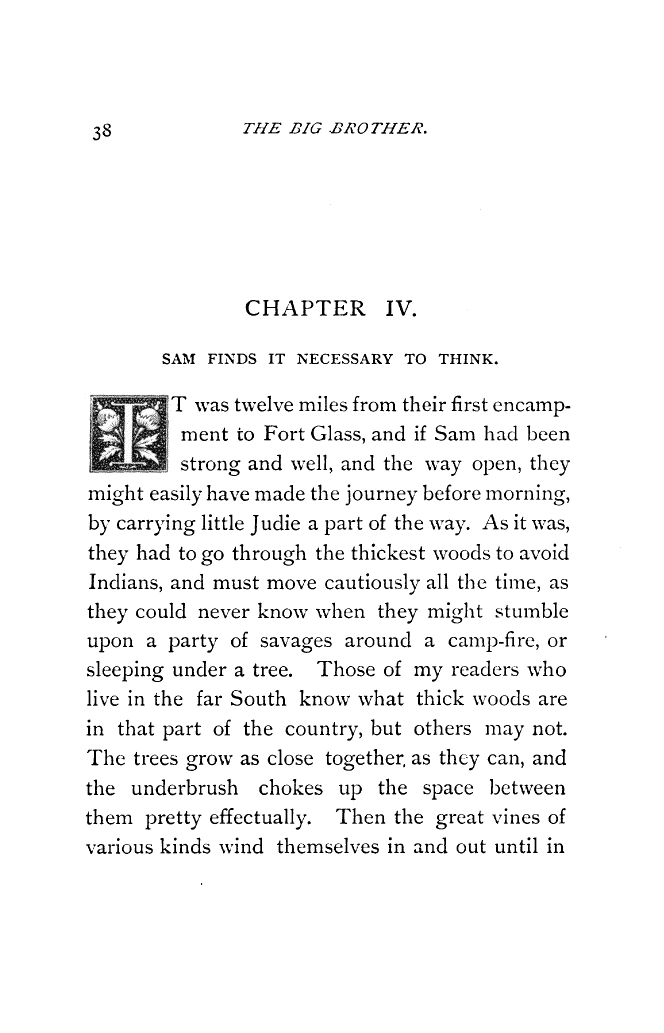 38 THE BIG BROTHER.
CHAPTER IV.
SAM FINDS IT NECESSARY TO THINK.
IT was twelve miles from their first encamp-
ment to Fort Glass, and if Sam had been
strong and well, and the way open, they
might easily have made the journey before morning,
by carrying little Judie a part of the way. As it was,
they had to go through the thickest woods to avoid
Indians, and must move cautiously all the time, as
they could never know when they might stumble
upon a party of savages around a camp-fire, or
sleeping under a tree. Those of my readers who
live in the far South know what thick woods are
in that part of the country, but others may not.
The trees grow as close together, as they can, and
the underbrush chokes up the space between
them pretty effectually. Then the great vines of
various kinds wind themselves in and out until in